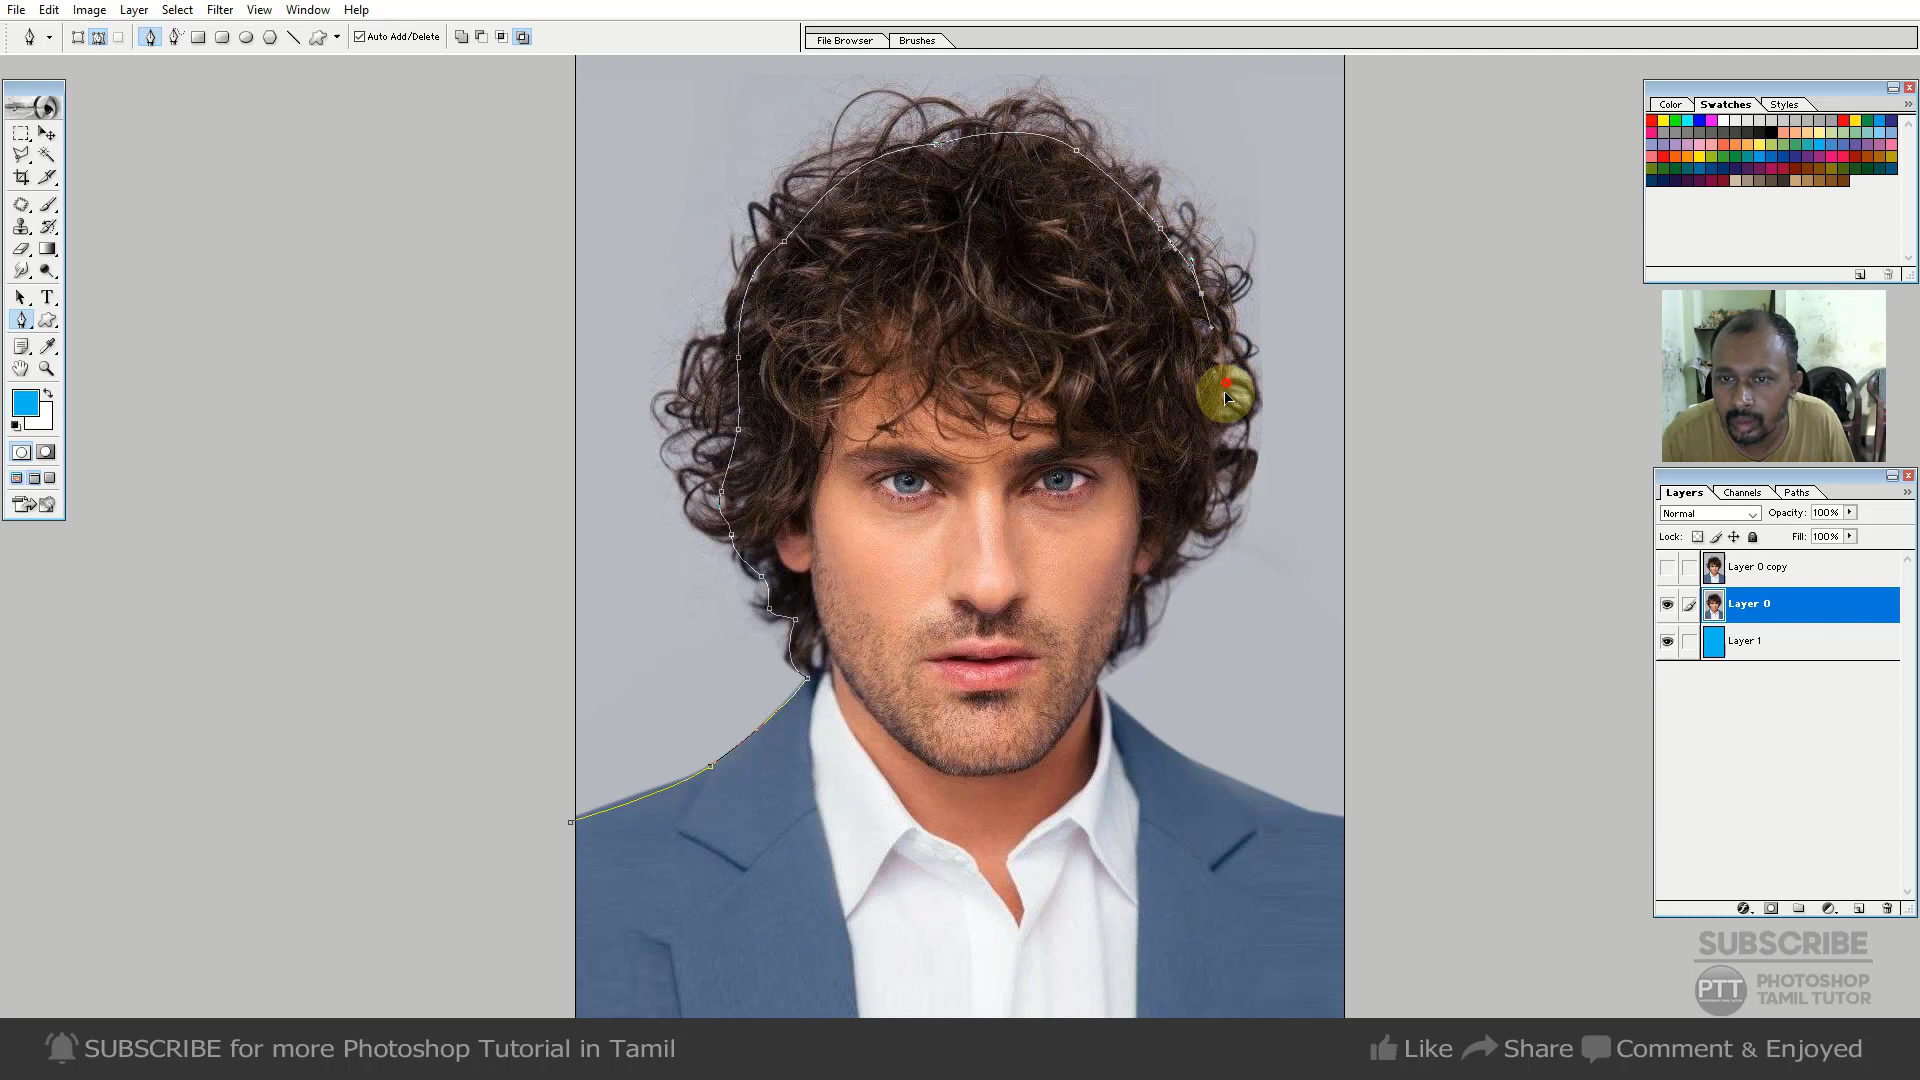 File Edit Image Layer Select Filter View Window Help
Auto Add/Delete
File Browser Brushes
Color Swatches Styles
T
Layers Channels Paths
Normal Opacity: 100%
Lock: Fill: 100%
Layer 0 copy
Layer 0
Layer 1
SUBSCRIBE
PTT PHOTOSHOP
TAMIL TUTOR
SUBSCRIBE for more Photoshop Tutorial in Tamil
Like Share Comment & Enjoyed